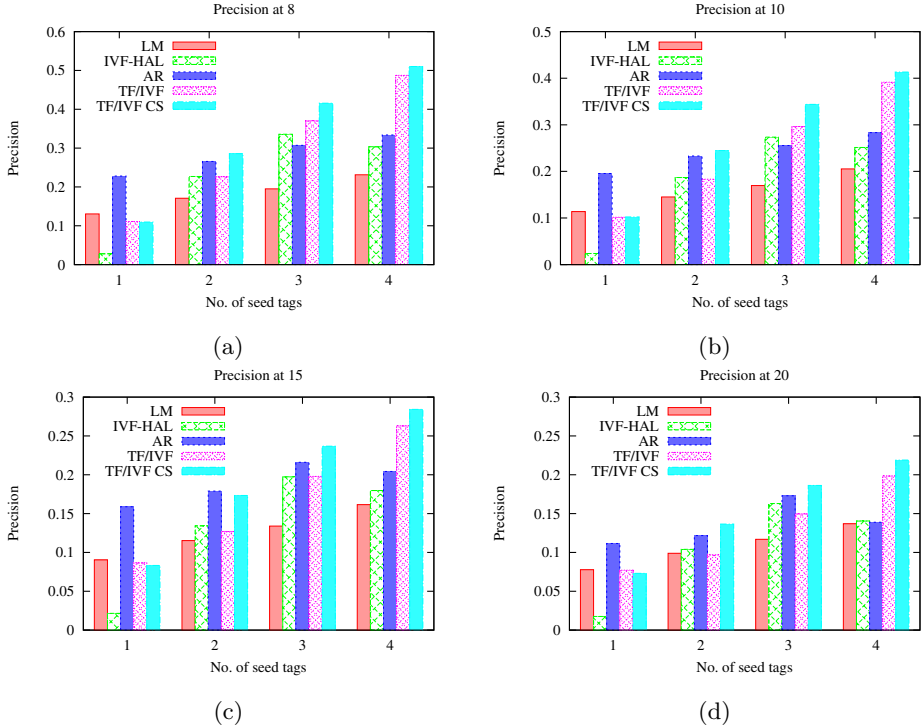 Precision at 8
0.6
0.5
0.4
0.3
0.2
0.1
0
Precision
LM
IVF-HAL
AR
TF/IVF
TF/IVF CS
1 2 3 4
No. of seed tags
(a)
Precision at 10
0.5
0.4
0.3
0.2
0.1
0
Precision
LM
IVF-HAL
AR
TF/IVF
TF/IVF CS
1 2 3 4
No. of seed tags
(b)
Precision at 15
0.3
0.25
0.2
0.15
0.1
0.05
0
Precision
LM
IVF-HAL
AR
TF/IVF
TF/IVF CS
1 2 3 4
No. of seed tags
(c)
Precision at 20
0.3
0.25
0.2
0.15
0.1
0.05
0
Precision
LM
IVF-HAL
AR
TF/IVF
TF/IVF CS
1 2 3 4
No. of seed tags
(d)